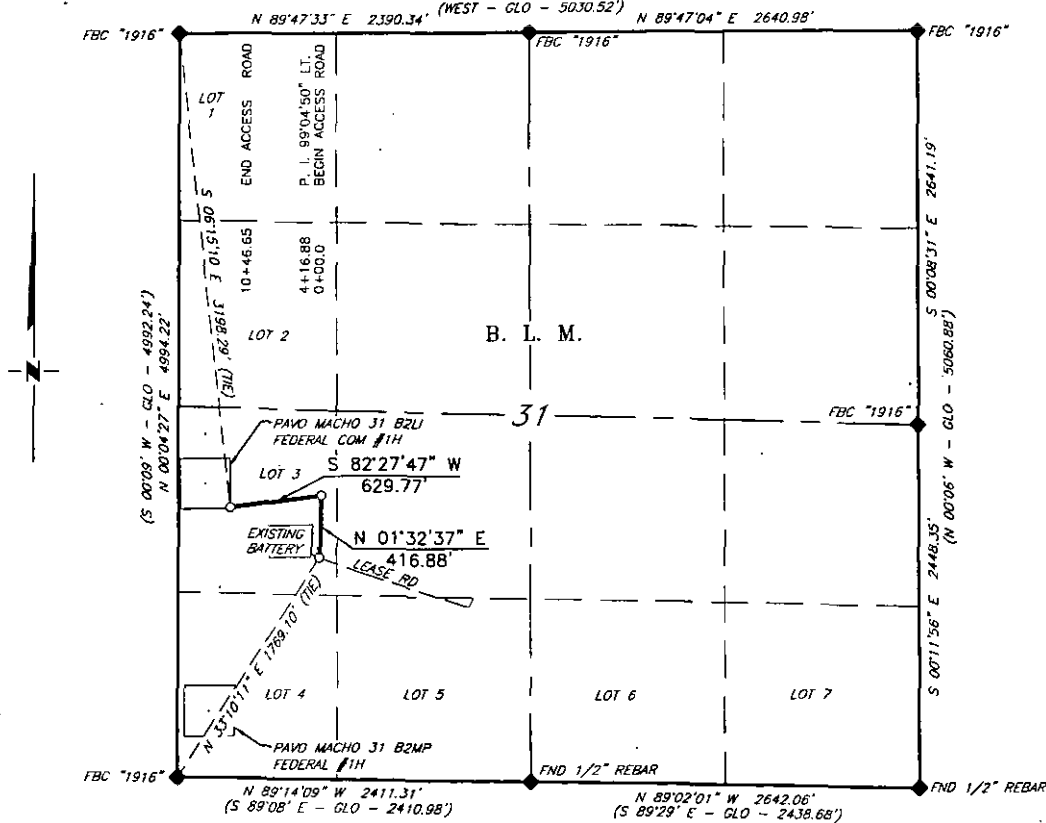 (WEST - GLO - 5030.52')
N 89°47'33" E 2390.34'
N 89°47'04" E 2640.98'
FBC "1916"
FBC "1916"
FBC "1916"
LOT
1
END ACCESS ROAD
P. I. 99°04'50" LT.
BEGIN ACCESS ROAD
S 06°15'10 E 3198.29' (TIE)
10+46.65
4+16.88
0+00.0
S 00°08'31" E 2641.19'
(S 00°09' W - GLO - 4992.24')
N 00°04'27" E 4994.22'
LOT 2
B. L. M.
(N 00°06' W - GLO - 5060.88')
N
31
FBC "1916"
PAVO MACHO 31 B2LI
FEDERAL COM #1H
LOT 3
S 82°27'47" W
629.77'
EXISTING
BATTERY
N 01°32'37" E
416.88'
LEASE RD
S 00°11'56" E 2448.35'
N 33°10'11" E 1769.10' (TIE)
LOT 4
LOT 5
LOT 6
LOT 7
PAVO MACHO 31 B2MP
FEDERAL #1H
FBC "1916"
FND 1/2" REBAR
FND 1/2" REBAR
N 89°14'09" W 2411.31'
(S 89°08' E - GLO - 2410.98')
N 89°02'01" W 2642.06'
(S 89°29' E - GLO - 2438.68')